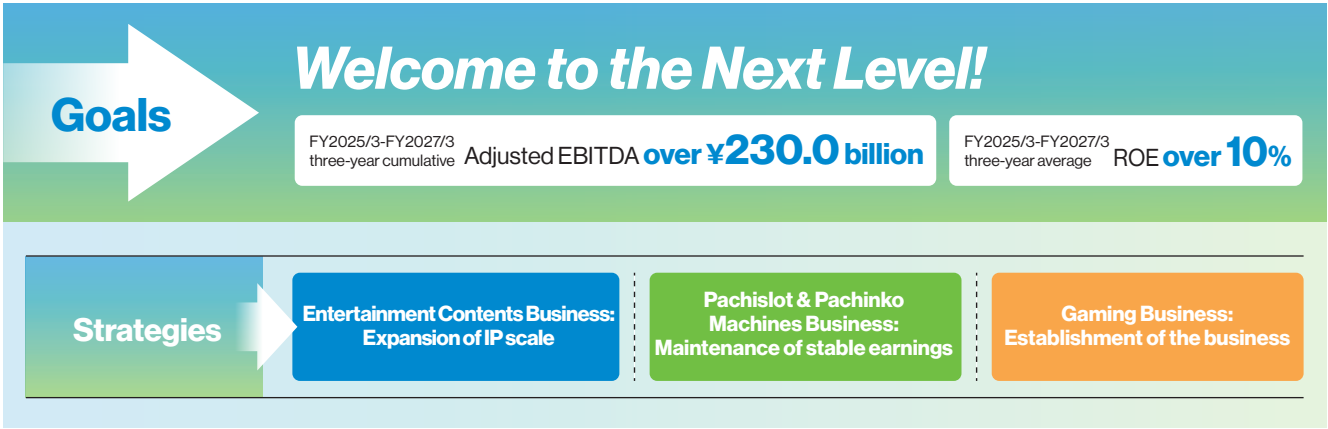 Goals
Welcome to the Next Level!
FY2025/3-FY2027/3
three-year cumulative Adjusted EBITDA over ¥230.0 billion
FY2025/3-FY2027/3
three-year average ROE over 10%
Strategies
Entertainment Contents Business:
Expansion of IP scale
Pachislot & Pachinko
Machines Business:
Maintenance of stable earnings
Gaming Business:
Establishment of the business